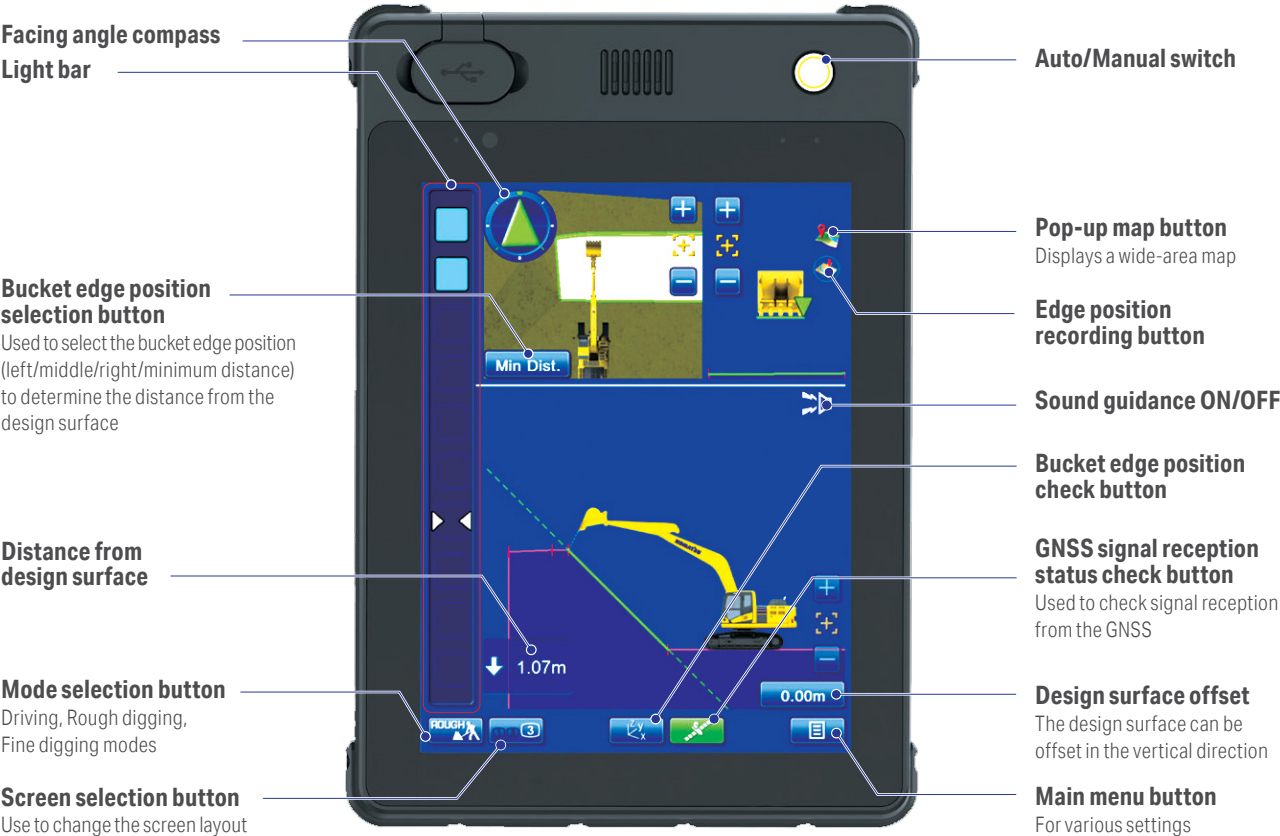 Facing angle compass
Light bar
Bucket edge position
selection button
Used to select the bucket edge position
(left/middle/right/minimum distance)
to determine the distance from the
design surface
Distance from
design surface
Mode selection button
Driving, Rough digging,
Fine digging modes
Screen selection button
Use to change the screen layout
Min Dist.
1.07m
0.00m
ROUGH
3
y
x
KOMATSU
Auto/Manual switch
Pop-up map button
Displays a wide-area map
Edge position
recording button
Sound guidance ON/OFF
Bucket edge position
check button
GNSS signal reception
status check button
Used to check signal reception
from the GNSS
Design surface offset
The design surface can be
offset in the vertical direction
Main menu button
For various settings